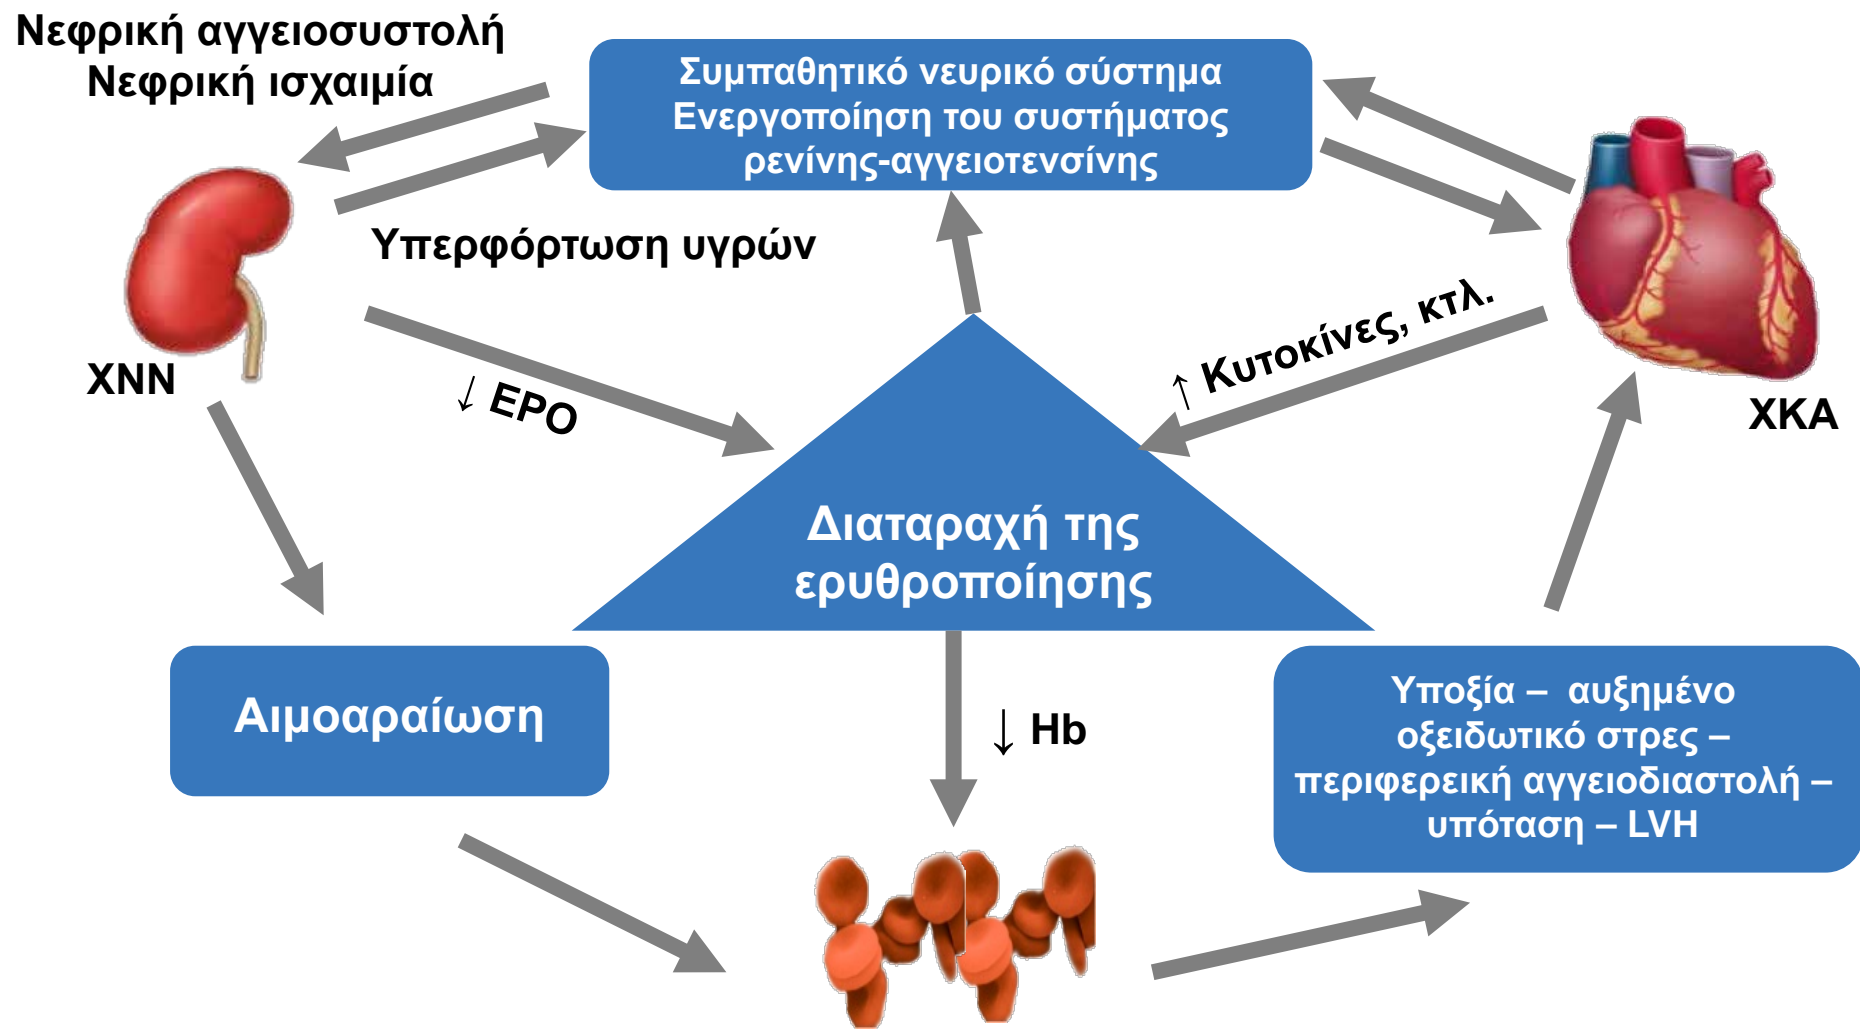 Νεφρική αγγειοσυστολή
Νεφρική ισχαιμία
Συμπαθητικό νευρικό σύστημα
Ενεργοποίηση του συστήματος
ρενίνης-αγγειοτενσίνης
Υπερφόρτωση υγρών
ΧΝΝ
↓ EPO
↑ Κυτοκίνες, κτλ.
ΧΚΑ
Διαταραχή της
ερυθροποίησης
Αιμοαραίωση
↓ Hb
Υποξία – αυξημένο
οξειδωτικό στρες –
περιφερεική αγγειοδιαστολή –
υπόταση – LVH